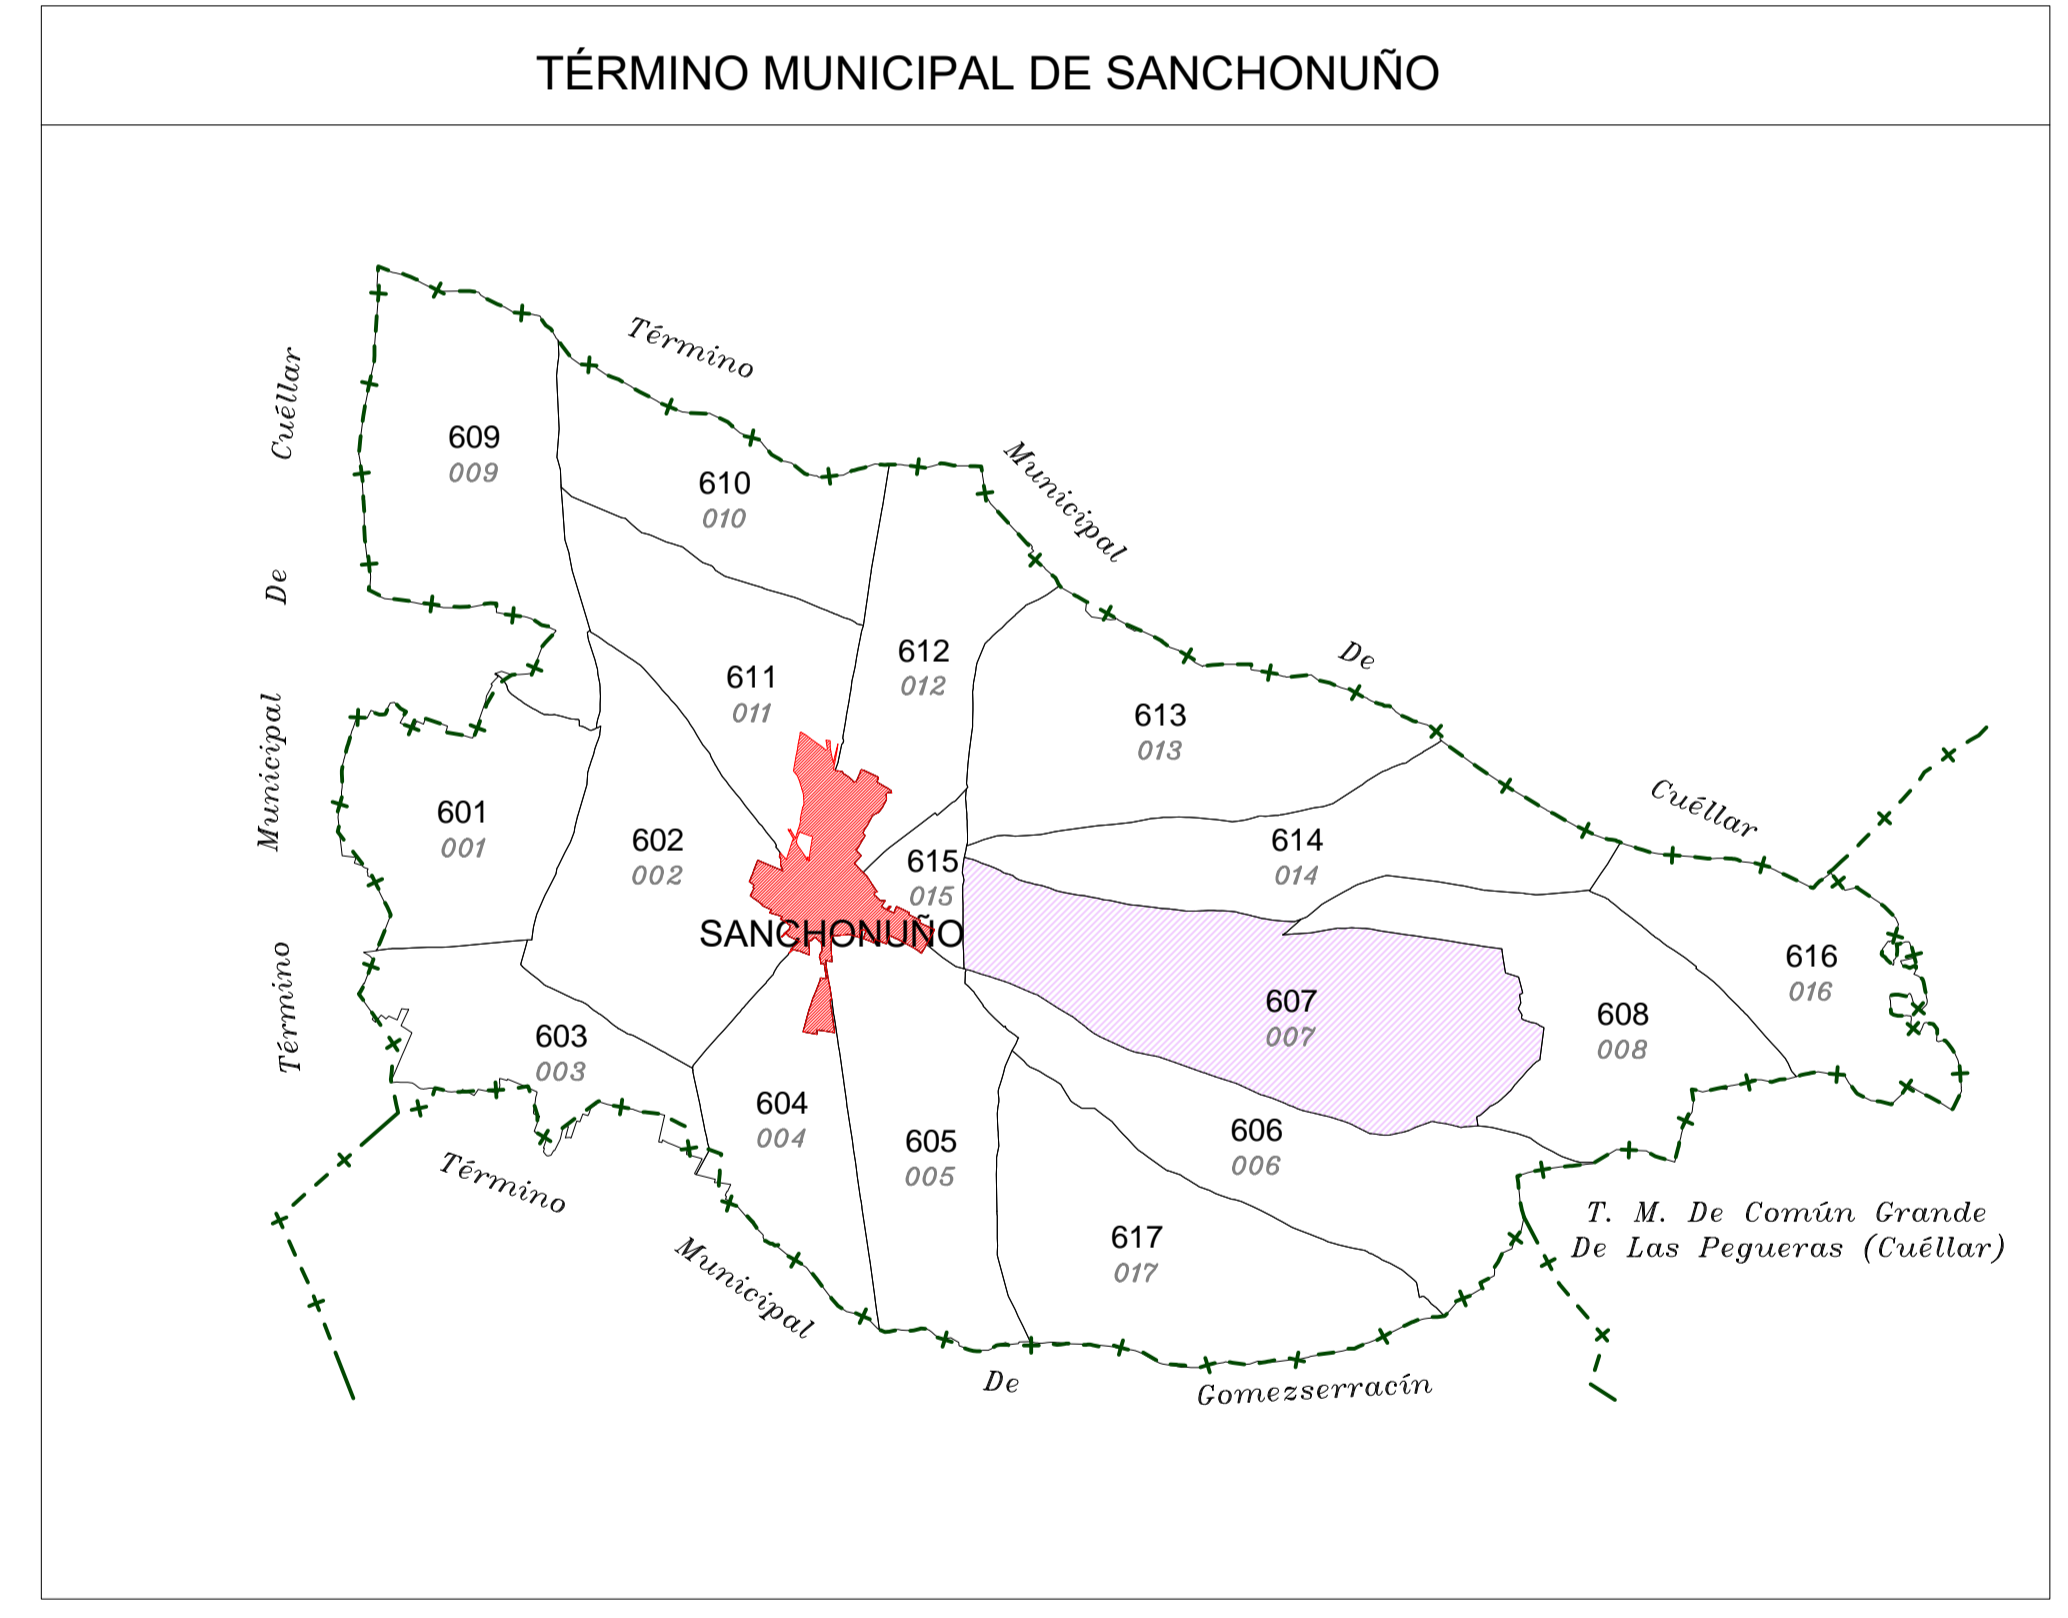 TÉRMINO MUNICIPAL DE SANCHONUÑO
Término
Municipal
De
Cuéllar
Término
Municipal
De
Cuéllar
609
009
610
010
611
011
612
012
613
013
601
001
602
002
614
014
615
015
SANCHONUÑO
616
016
607
007
608
008
603
003
604
004
605
005
606
006
617
017
Término
Municipal
De
Gomezserracín
T. M. De Común Grande
De Las Pegueras (Cuéllar)